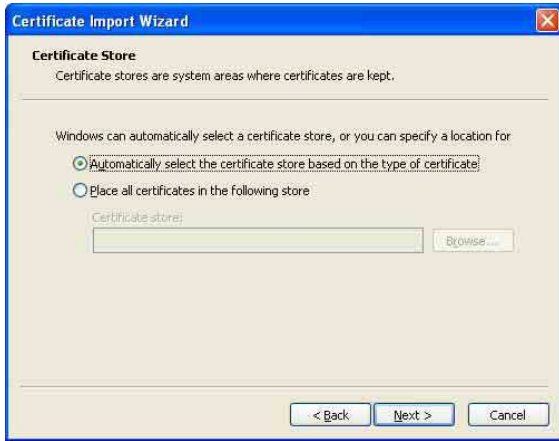 Certificate Import Wizard
Certificate Store
Certificate stores are system areas where certificates are kept.
Windows can automatically select a certificate store, or you can specify a location for
Automatically select the certificate store based on the type of certificate
Place all certificates in the following store
Certificate store:
Browse...
< Back Next > Cancel